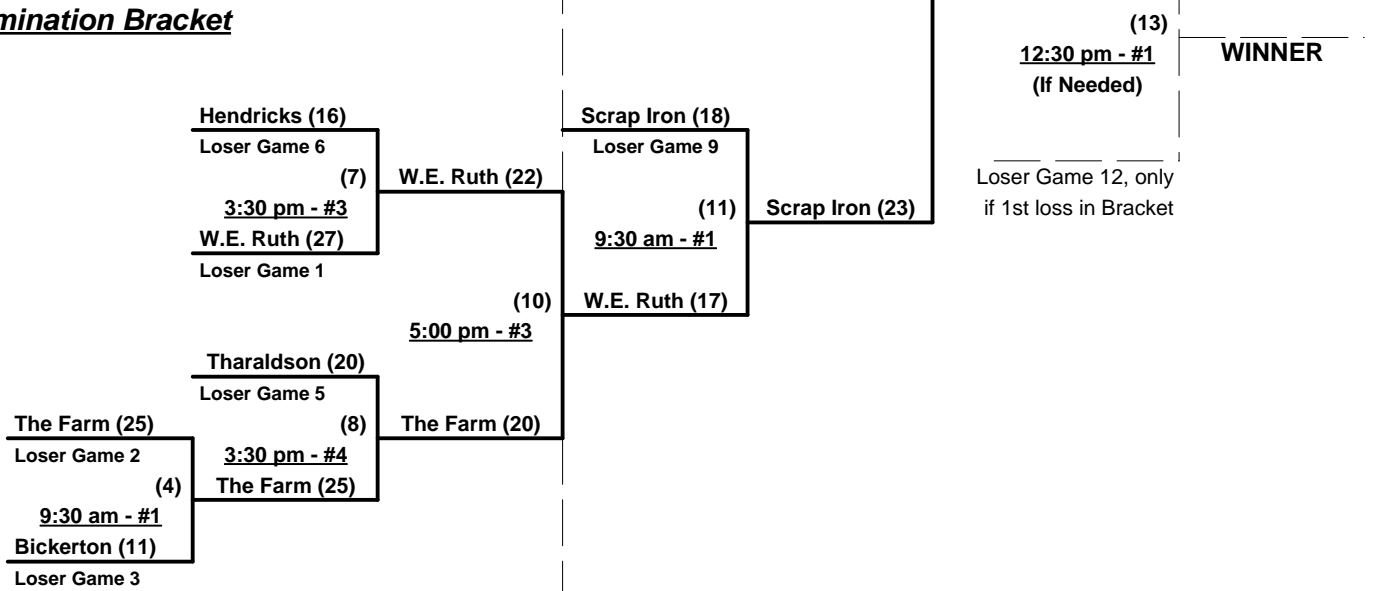 mination Bracket
(13)
12:30 pm - #1
WINNER
(If Needed)
Hendricks (16)
Loser Game 6
(7)
3:30 pm - #3
W.E. Ruth (27)
Loser Game 1
W.E. Ruth (22)
Scrap Iron (18)
Loser Game 9
(11)
9:30 am - #1
Scrap Iron (23)
Loser Game 12, only
if 1st loss in Bracket
(10)
5:00 pm - #3
W.E. Ruth (17)
Tharaldson (20)
Loser Game 5
(8)
3:30 pm - #4
The Farm (20)
The Farm (25)
Loser Game 2
(4)
9:30 am - #1
The Farm (25)
Bickerton (11)
Loser Game 3